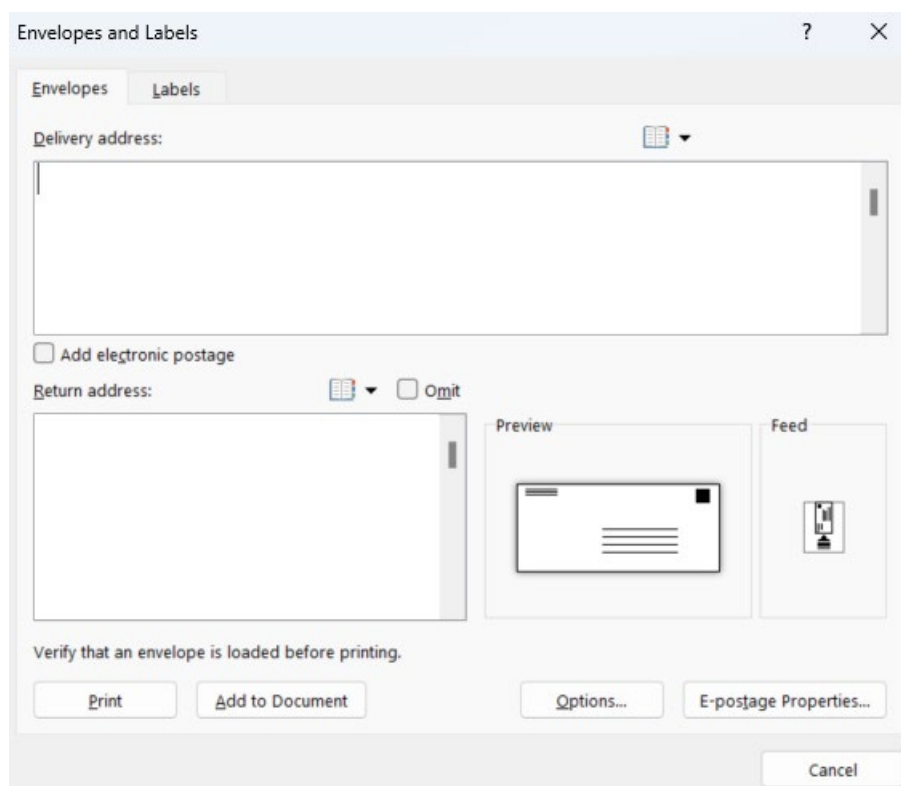 Envelopes and Labels ?
Envelopes Labels
Delivery address:
Add electronic postage
Return address: Omit
Preview Feed
Verify that an envelope is loaded before printing.
Print Add to Document Options... E-postage Properties...
Cancel